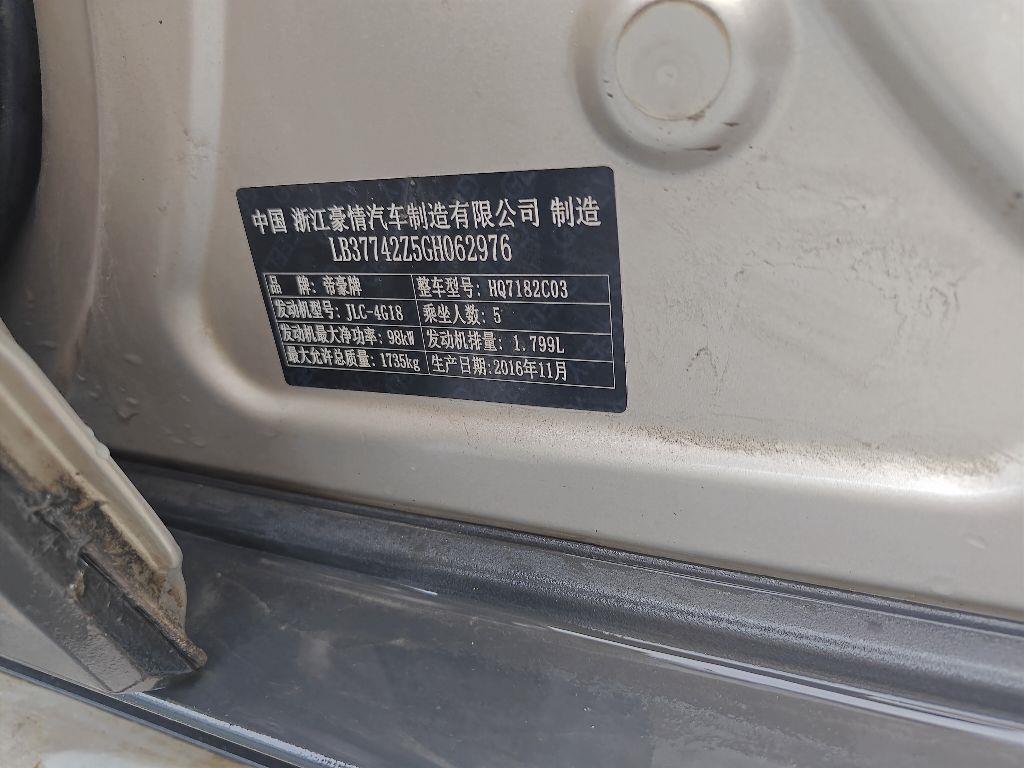 中国 浙江豪情汽车制造有限公司 制造
LB37742Z5GH062976
品 牌: 帝豪牌 整车型号: HQ7182C03
发动机型号: JLC-4G18 乘坐人数: 5
发动机最大净功率: 98kW 发动机排量: 1.799L
最大允许总质量: 1735kg 生产日期: 2016年11月